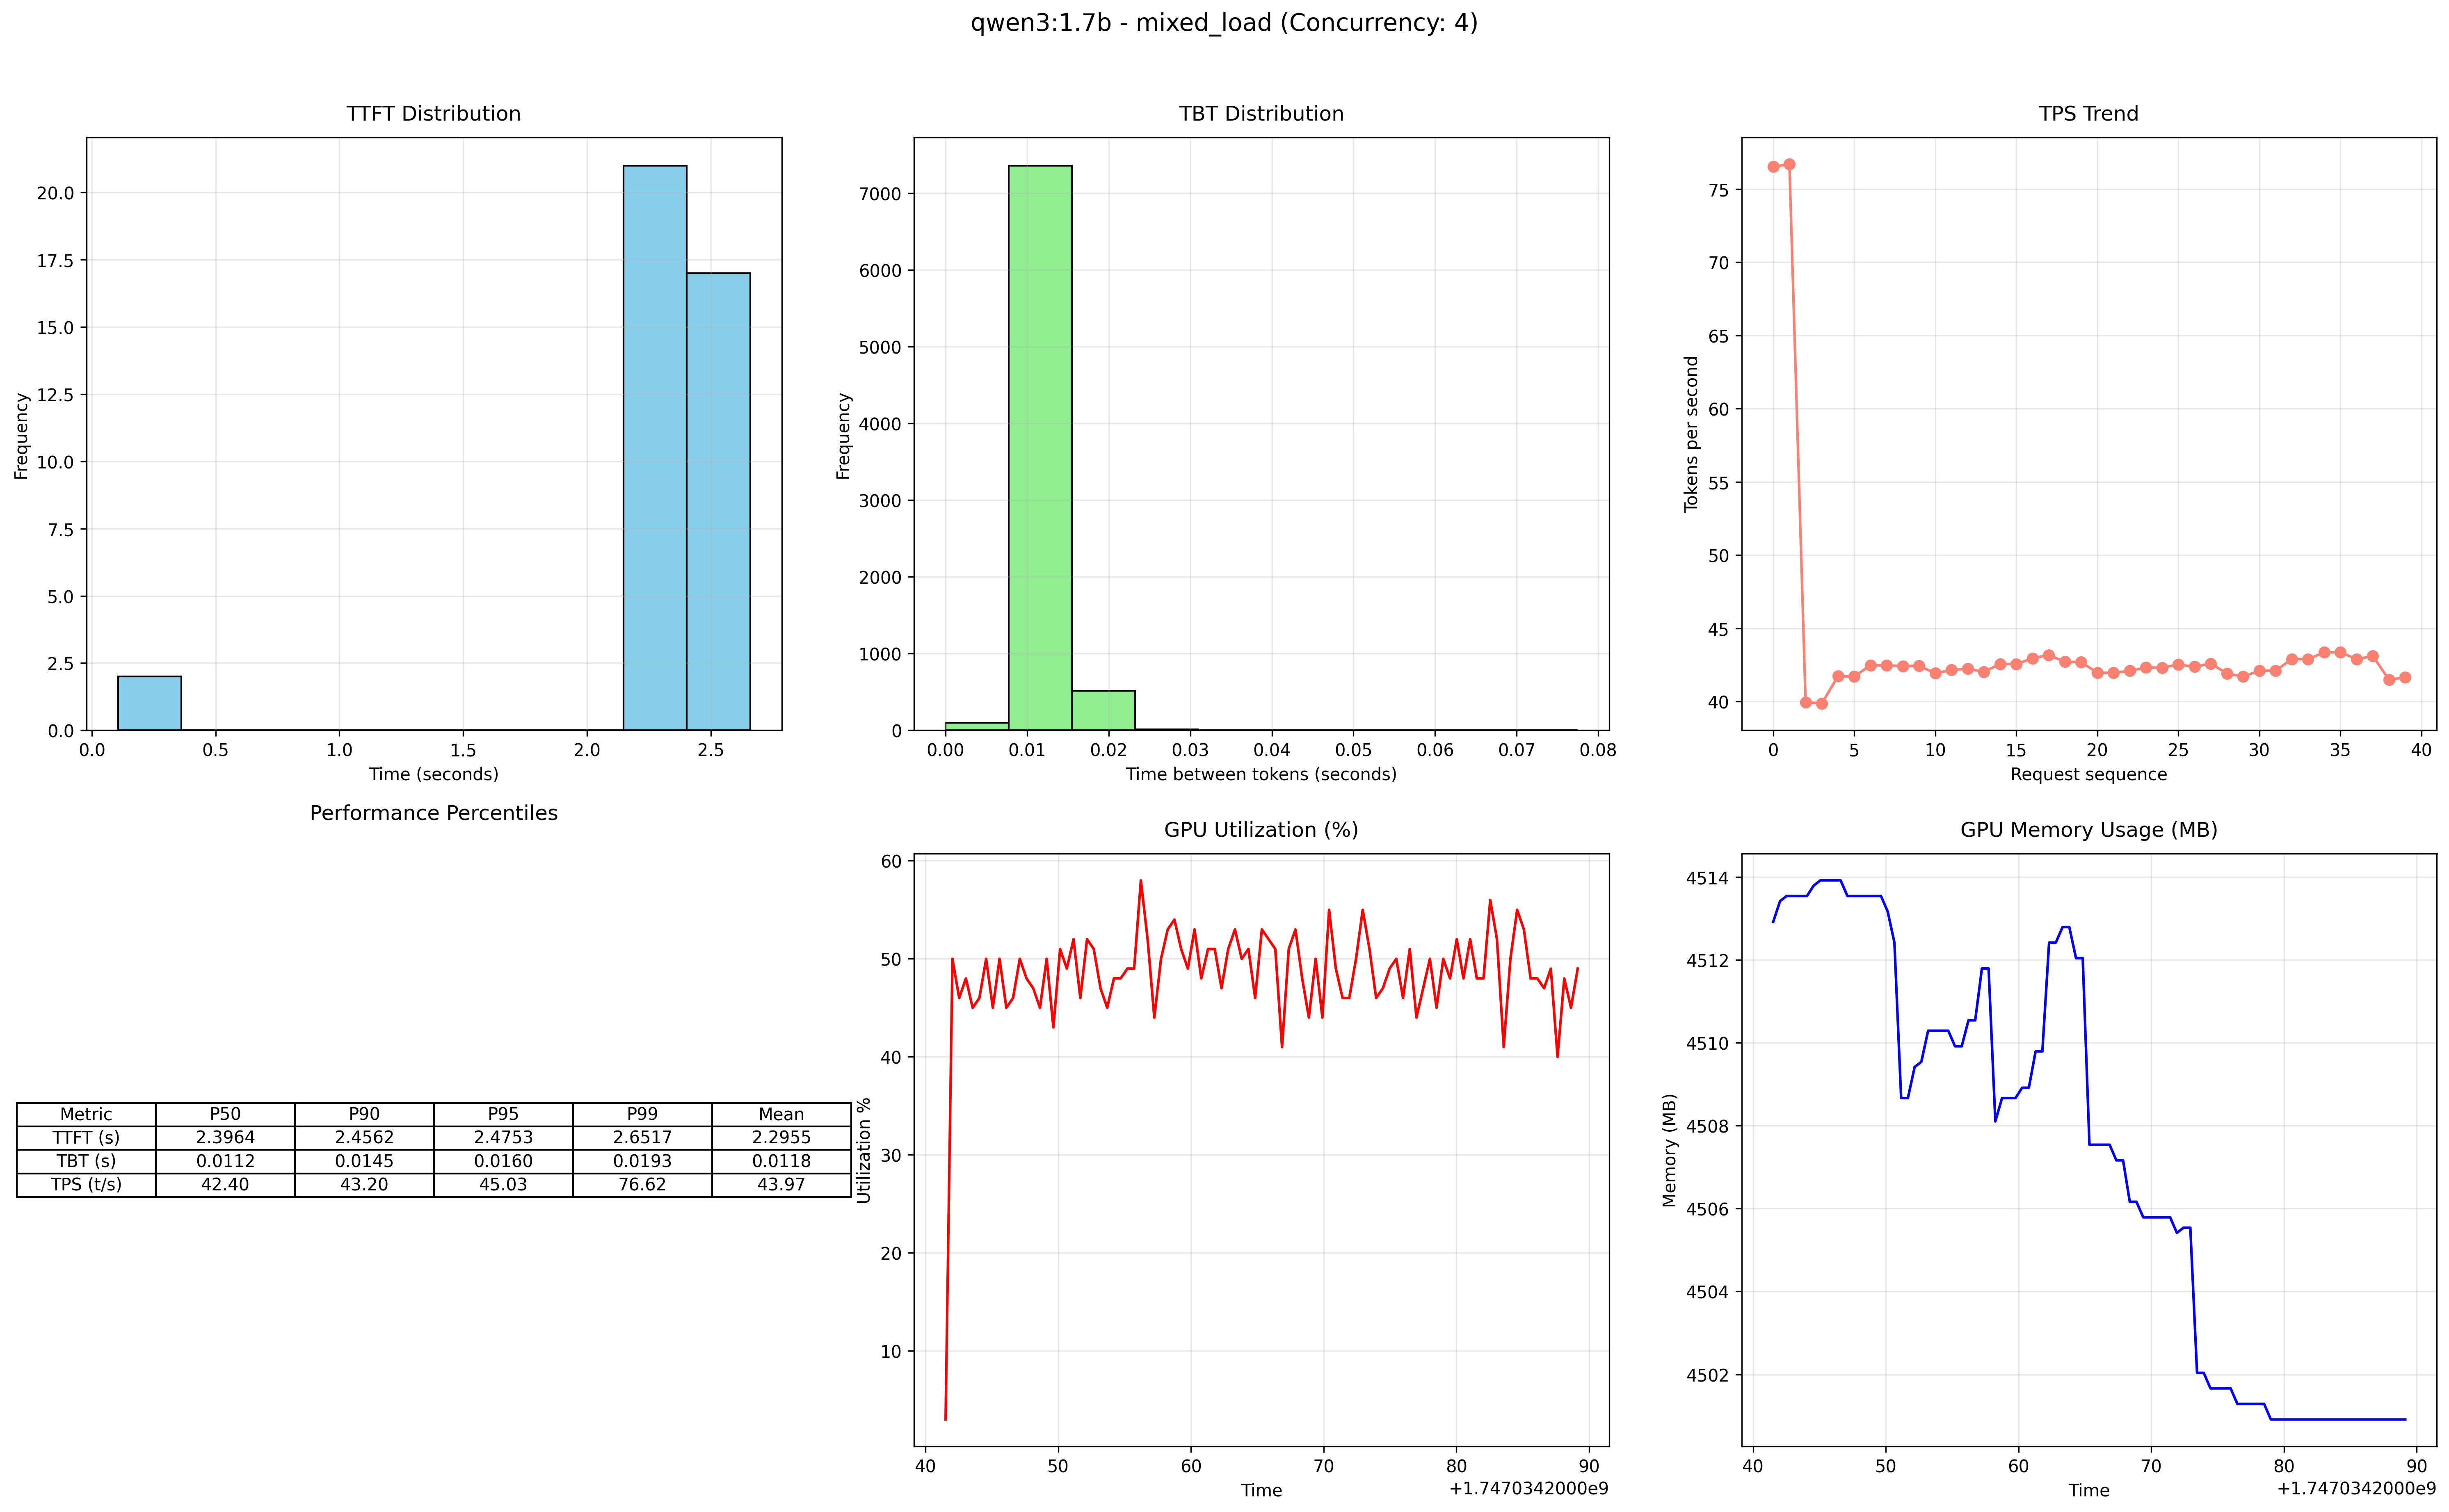 qwen3:1.7b - mixed_load (Concurrency: 4)
TTFT Distribution
Frequency
20.0
17.5
15.0
12.5
10.0
7.5
5.0
2.5
0.0
0.0 0.5 1.0 1.5 2.0 2.5
Time (seconds)
TBT Distribution
Frequency
7000
6000
5000
4000
3000
2000
1000
0
0.00 0.01 0.02 0.03 0.04 0.05 0.06 0.07 0.08
Time between tokens (seconds)
TPS Trend
Tokens per second
75
70
65
60
55
50
45
40
0 5 10 15 20 25 30 35 40
Request sequence
Performance Percentiles
Metric P50 P90 P95 P99 Mean
TTFT (s) 2.3964 2.4562 2.4753 2.6517 2.2955
TBT (s) 0.0112 0.0145 0.0160 0.0193 0.0118
TPS (t/s) 42.40 43.20 45.03 76.62 43.97
GPU Utilization (%)
Utilization %
60
50
40
30
20
10
40 50 60 70 80 90
Time
+1.7470342000e9
GPU Memory Usage (MB)
Memory (MB)
4514
4512
4510
4508
4506
4504
4502
40 50 60 70 80 90
Time
+1.7470342000e9